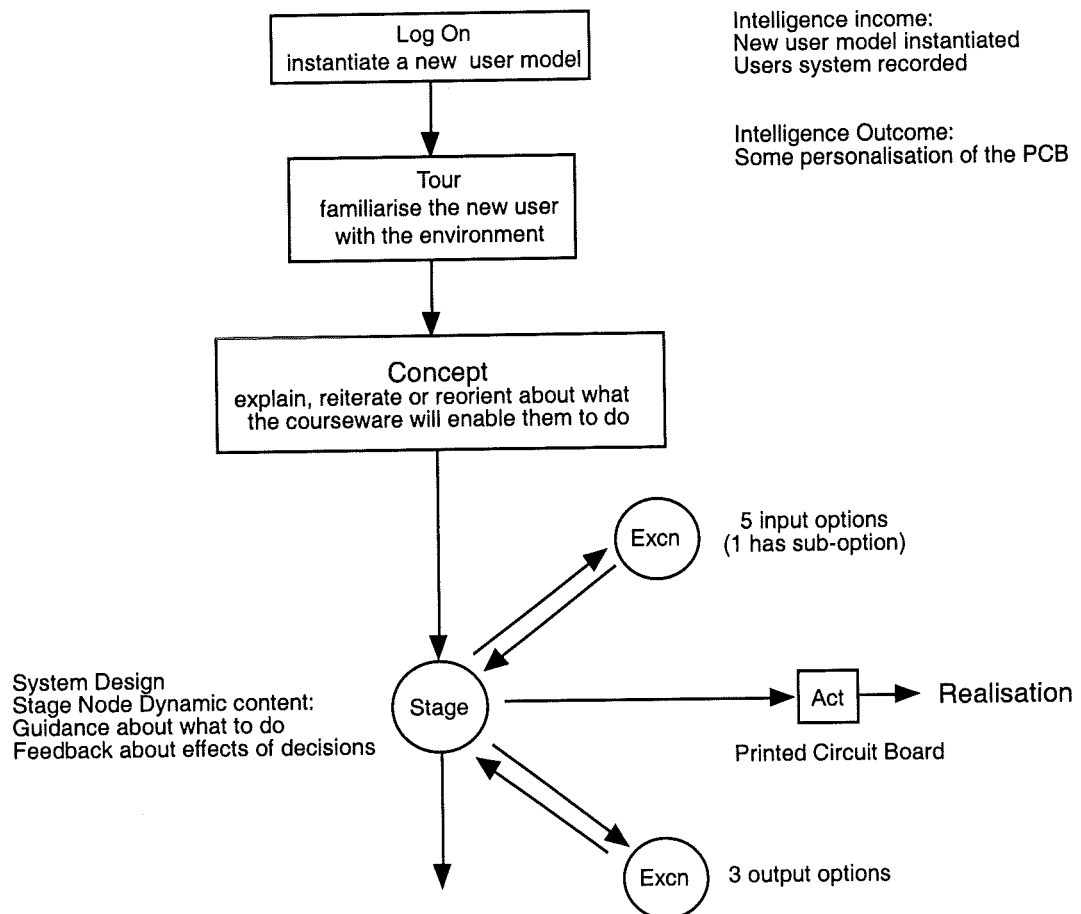 Log On
instantiate a new user model
Intelligence income:
New user model instantiated
Users system recorded
Intelligence Outcome:
Some personalisation of the PCB
Tour
familiarise the new user
with the environment
Concept
explain, reiterate or reorient about what
the courseware will enable them to do
Excn
5 input options
(1 has sub-option)
System Design
Stage Node Dynamic content:
Guidance about what to do
Feedback about effects of decisions
Stage
Act
Realisation
Printed Circuit Board
Excn
3 output options